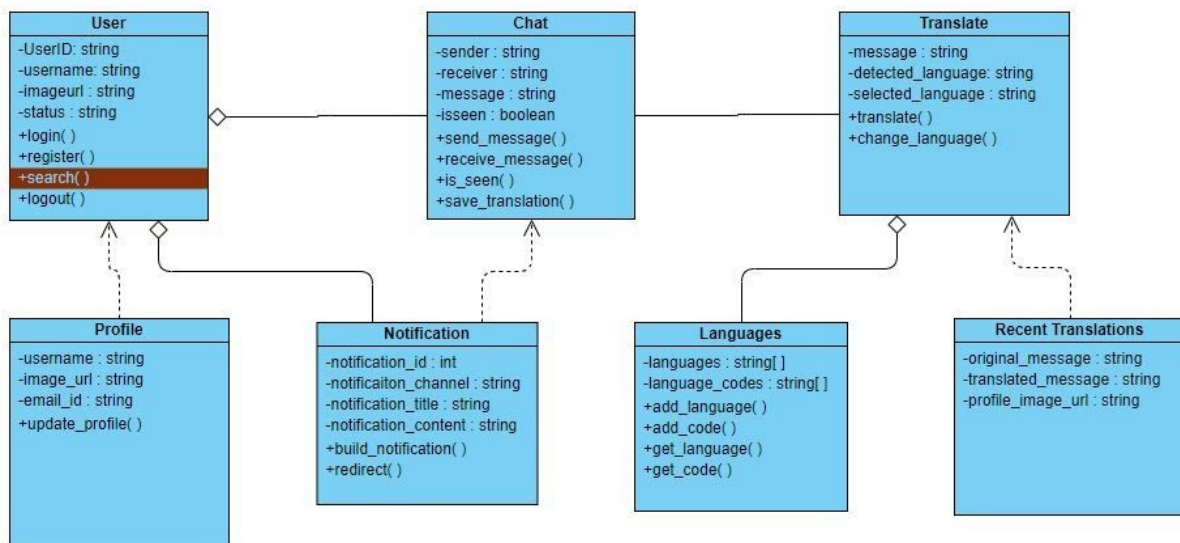 User
-UserID: string
-username: string
-imageurl : string
-status : string
+login( )
+register( )
+search( )
+logout( )
Chat
-sender : string
-receiver : string
-message : string
-isseen : boolean
+send_message( )
+receive_message( )
+is_seen( )
+save_translation( )
Translate
-message : string
-detected_language: string
-selected_language : string
+translate( )
+change_language( )
Profile
-username : string
-image_url : string
-email_id : string
+update_profile( )
Notification
-notification_id : int
-notificaiton_channel : string
-notification_title : string
-notification_content : string
+build_notification( )
+redirect( )
Languages
-languages : string[ ]
-language_codes : string[ ]
+add_language( )
+add_code( )
+get_language( )
+get_code( )
Recent Translations
-original_message : string
-translated_message : string
-profile_image_url : string